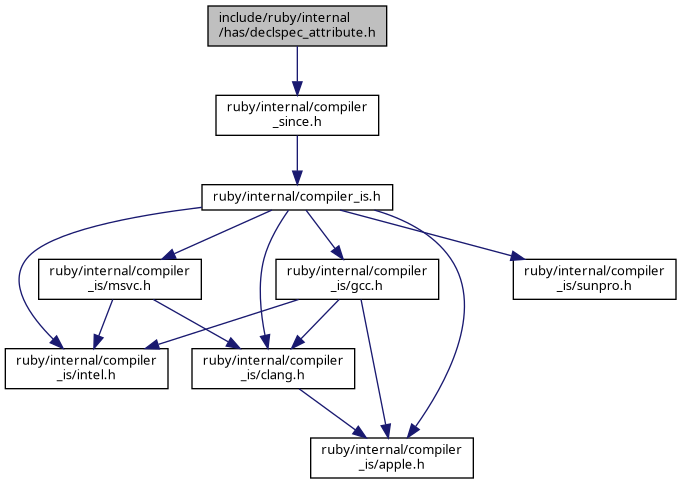 include/ruby/internal
/has/declspec_attribute.h
ruby/internal/compiler
_since.h
ruby/internal/compiler_is.h
ruby/internal/compiler
_is/msvc.h
ruby/internal/compiler
_is/gcc.h
ruby/internal/compiler
_is/sunpro.h
ruby/internal/compiler
_is/intel.h
ruby/internal/compiler
_is/clang.h
ruby/internal/compiler
_is/apple.h